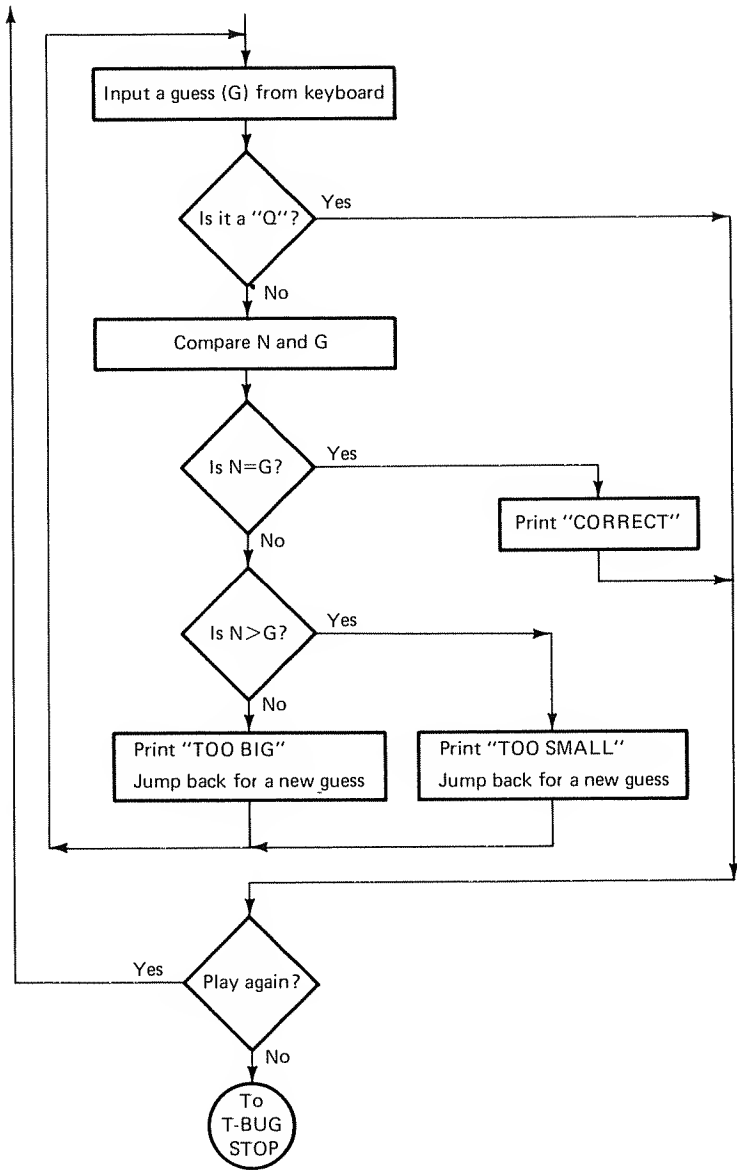 Input a guess (G) from keyboard
Is it a "Q"?
Yes
No
Compare N and G
Is N=G?
Yes
Print "CORRECT"
No
Is N>G?
Yes
No
Print "TOO BIG"
Jump back for a new guess
Print "TOO SMALL"
Jump back for a new guess
Yes
Play again?
No
To
T-BUG
STOP